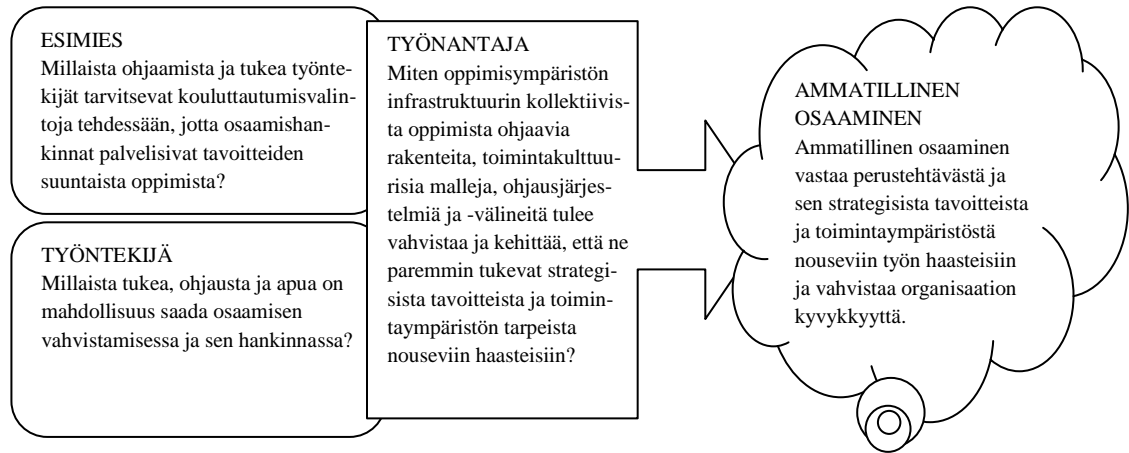 ESIMIES
Millaista ohjaamista ja tukea työnte-
kijät tarvitsevat kouluttautumisvalin-
toja tehdessään, jotta osaamishan-
kinnat palvelisivat tavoitteiden
suuntaista oppimista?
TYÖNTEKIJÄ
Millaista tukea, ohjausta ja apua on
mahdollisuus saada osaamisen
vahvistamisessa ja sen hankinnassa?
TYÖNANTAJA
Miten oppimisympäristön
infrastruktuurin kollektiivis-
ta oppimista ohjaavia
rakenteita, toimintakulttuu-
risia malleja, ohjausjärjes-
telmiä ja -välineitä tulee
vahvistaa ja kehittää, että ne
paremmin tukevat strategi-
sista tavoitteista ja toimin-
taympäristön tarpeista
nouseviin haasteisiin?
AMMATILLINEN
OSAAMINEN
Ammatillinen osaaminen
vastaa perustehtävästä ja
sen strategisista tavoitteista
ja toimintaympäristöstä
nouseviin työn haasteisiin
ja vahvistaa organisaation
kyvykkyyttä.